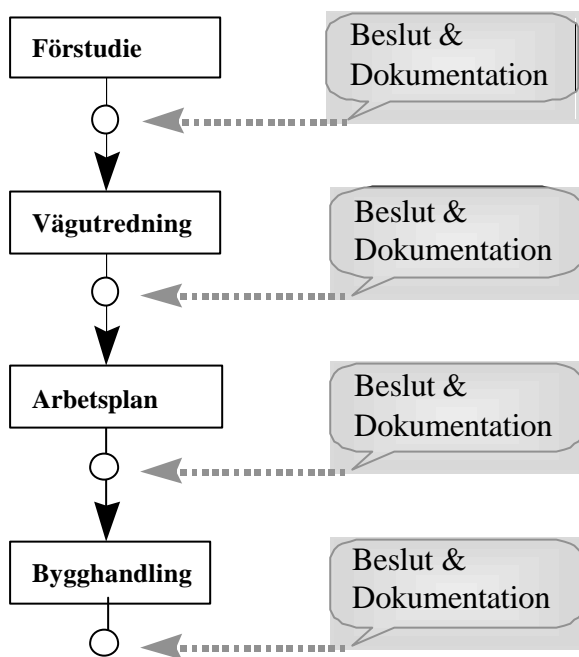 Förstudie
Beslut &
Dokumentation
Vägutredning
Beslut &
Dokumentation
Arbetsplan
Beslut &
Dokumentation
Bygghandling
Beslut &
Dokumentation